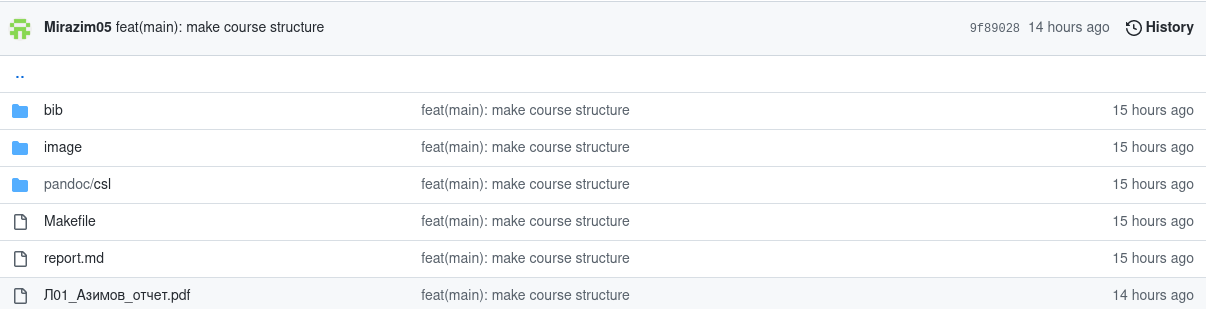 Mirazim05 feat(main): make course structure 9f89028 14 hours ago History
..
bib feat(main): make course structure 15 hours ago
image feat(main): make course structure 15 hours ago
pandoc/csl feat(main): make course structure 15 hours ago
Makefile feat(main): make course structure 15 hours ago
report.md feat(main): make course structure 15 hours ago
Л01_Азимов_отчет.pdf feat(main): make course structure 14 hours ago